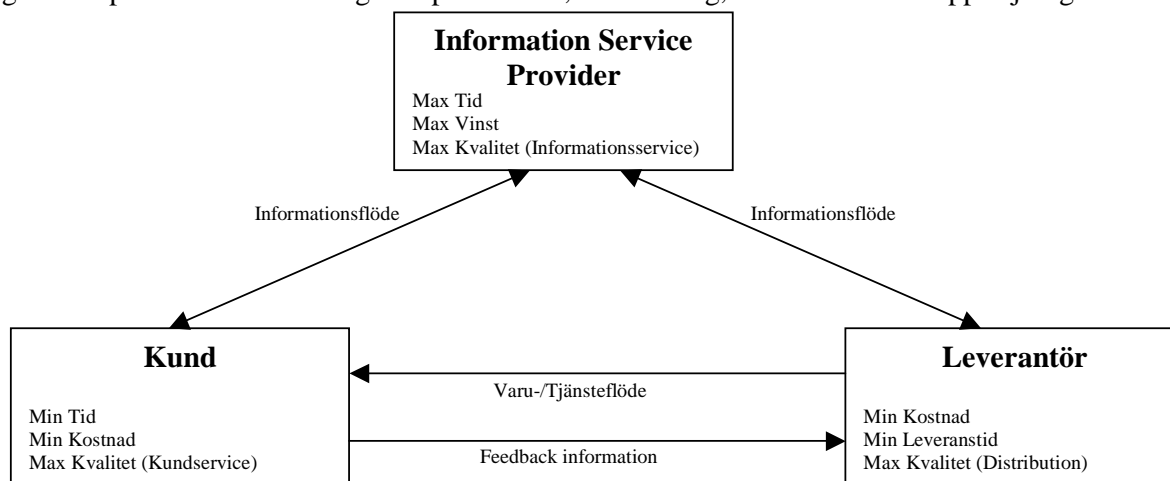 Information Service
Provider
Max Tid
Max Vinst
Max Kvalitet (Informationsservice)
Informationsflöde
Informationsflöde
Kund
Min Tid
Min Kostnad
Max Kvalitet (Kundservice)
Varu-/Tjänsteflöde
Feedback information
Leverantör
Min Kostnad
Min Leveranstid
Max Kvalitet (Distribution)